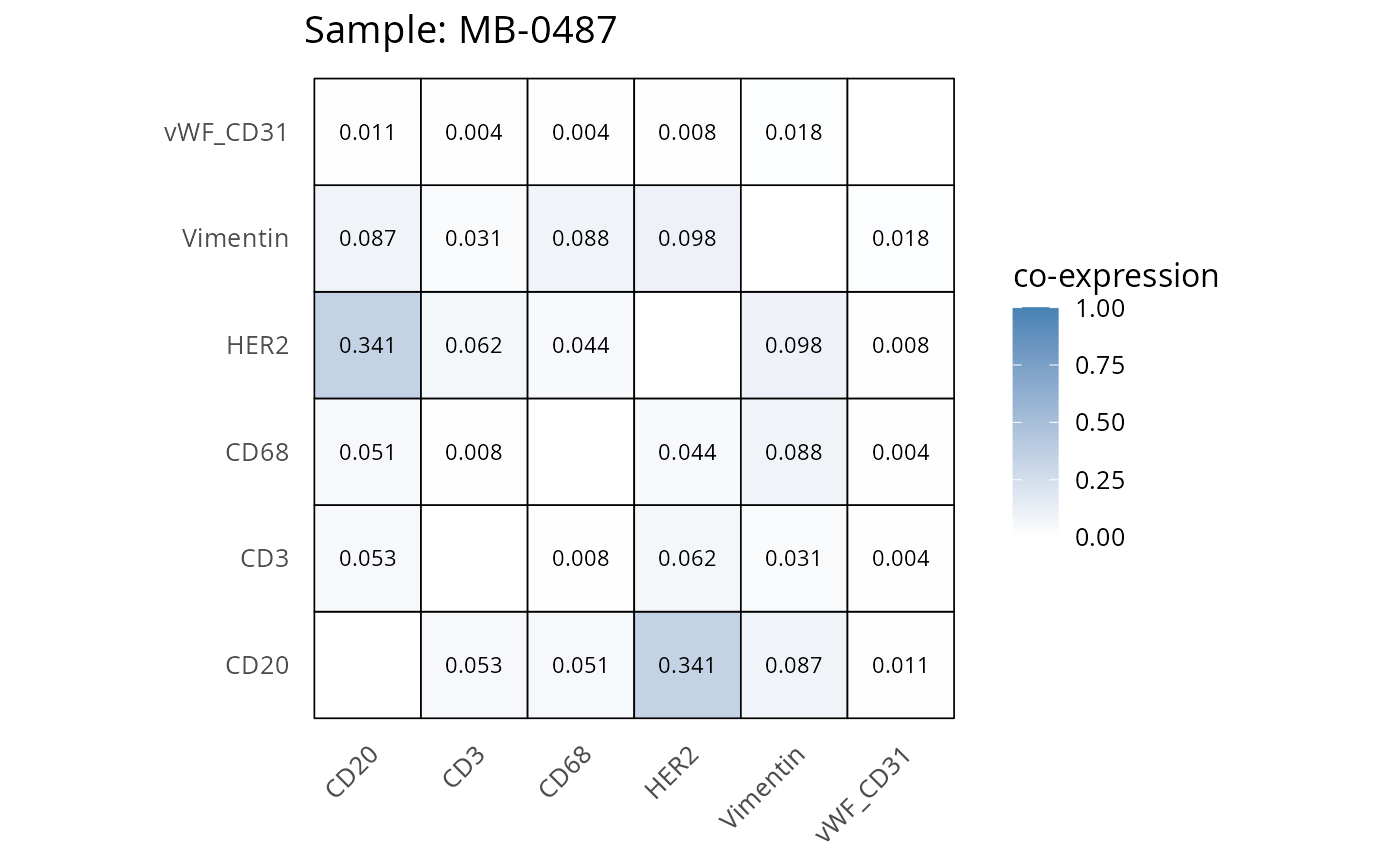 Sample: MB-0487
vWF_CD31 0.011 0.004 0.004 0.008 0.018
Vimentin 0.087 0.031 0.088 0.098 0.018
HER2 0.341 0.062 0.044 0.098 0.008
CD68 0.051 0.008 0.044 0.088 0.004
CD3 0.053 0.008 0.062 0.031 0.004
CD20 0.053 0.051 0.341 0.087 0.011
CD20 CD3 CD68 HER2 Vimentin vWF_CD31
co-expression
1.00
0.75
0.50
0.25
0.00